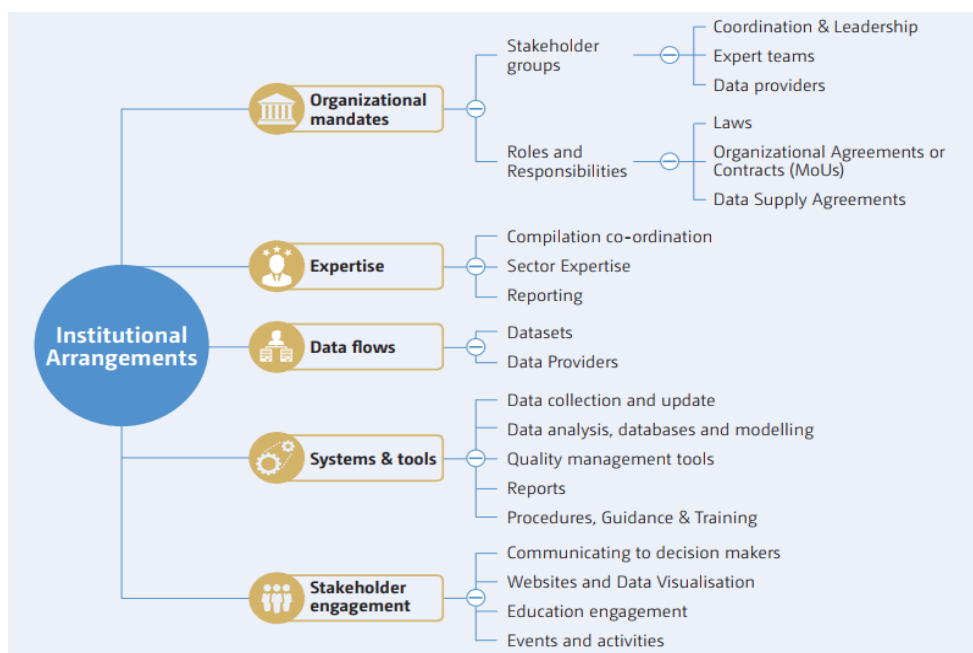 Institutional
Arrangements
Organizational
mandates
Stakeholder
groups
Coordination & Leadership
Expert teams
Data providers
Roles and
Responsibilities
Laws
Organizational Agreements or
Contracts (MoUs)
Data Supply Agreements
Expertise
Compilation co-ordination
Sector Expertise
Reporting
Data flows
Datasets
Data Providers
Systems & tools
Data collection and update
Data analysis, databases and modelling
Quality management tools
Reports
Procedures, Guidance & Training
Stakeholder
engagement
Communicating to decision makers
Websites and Data Visualisation
Education engagement
Events and activities